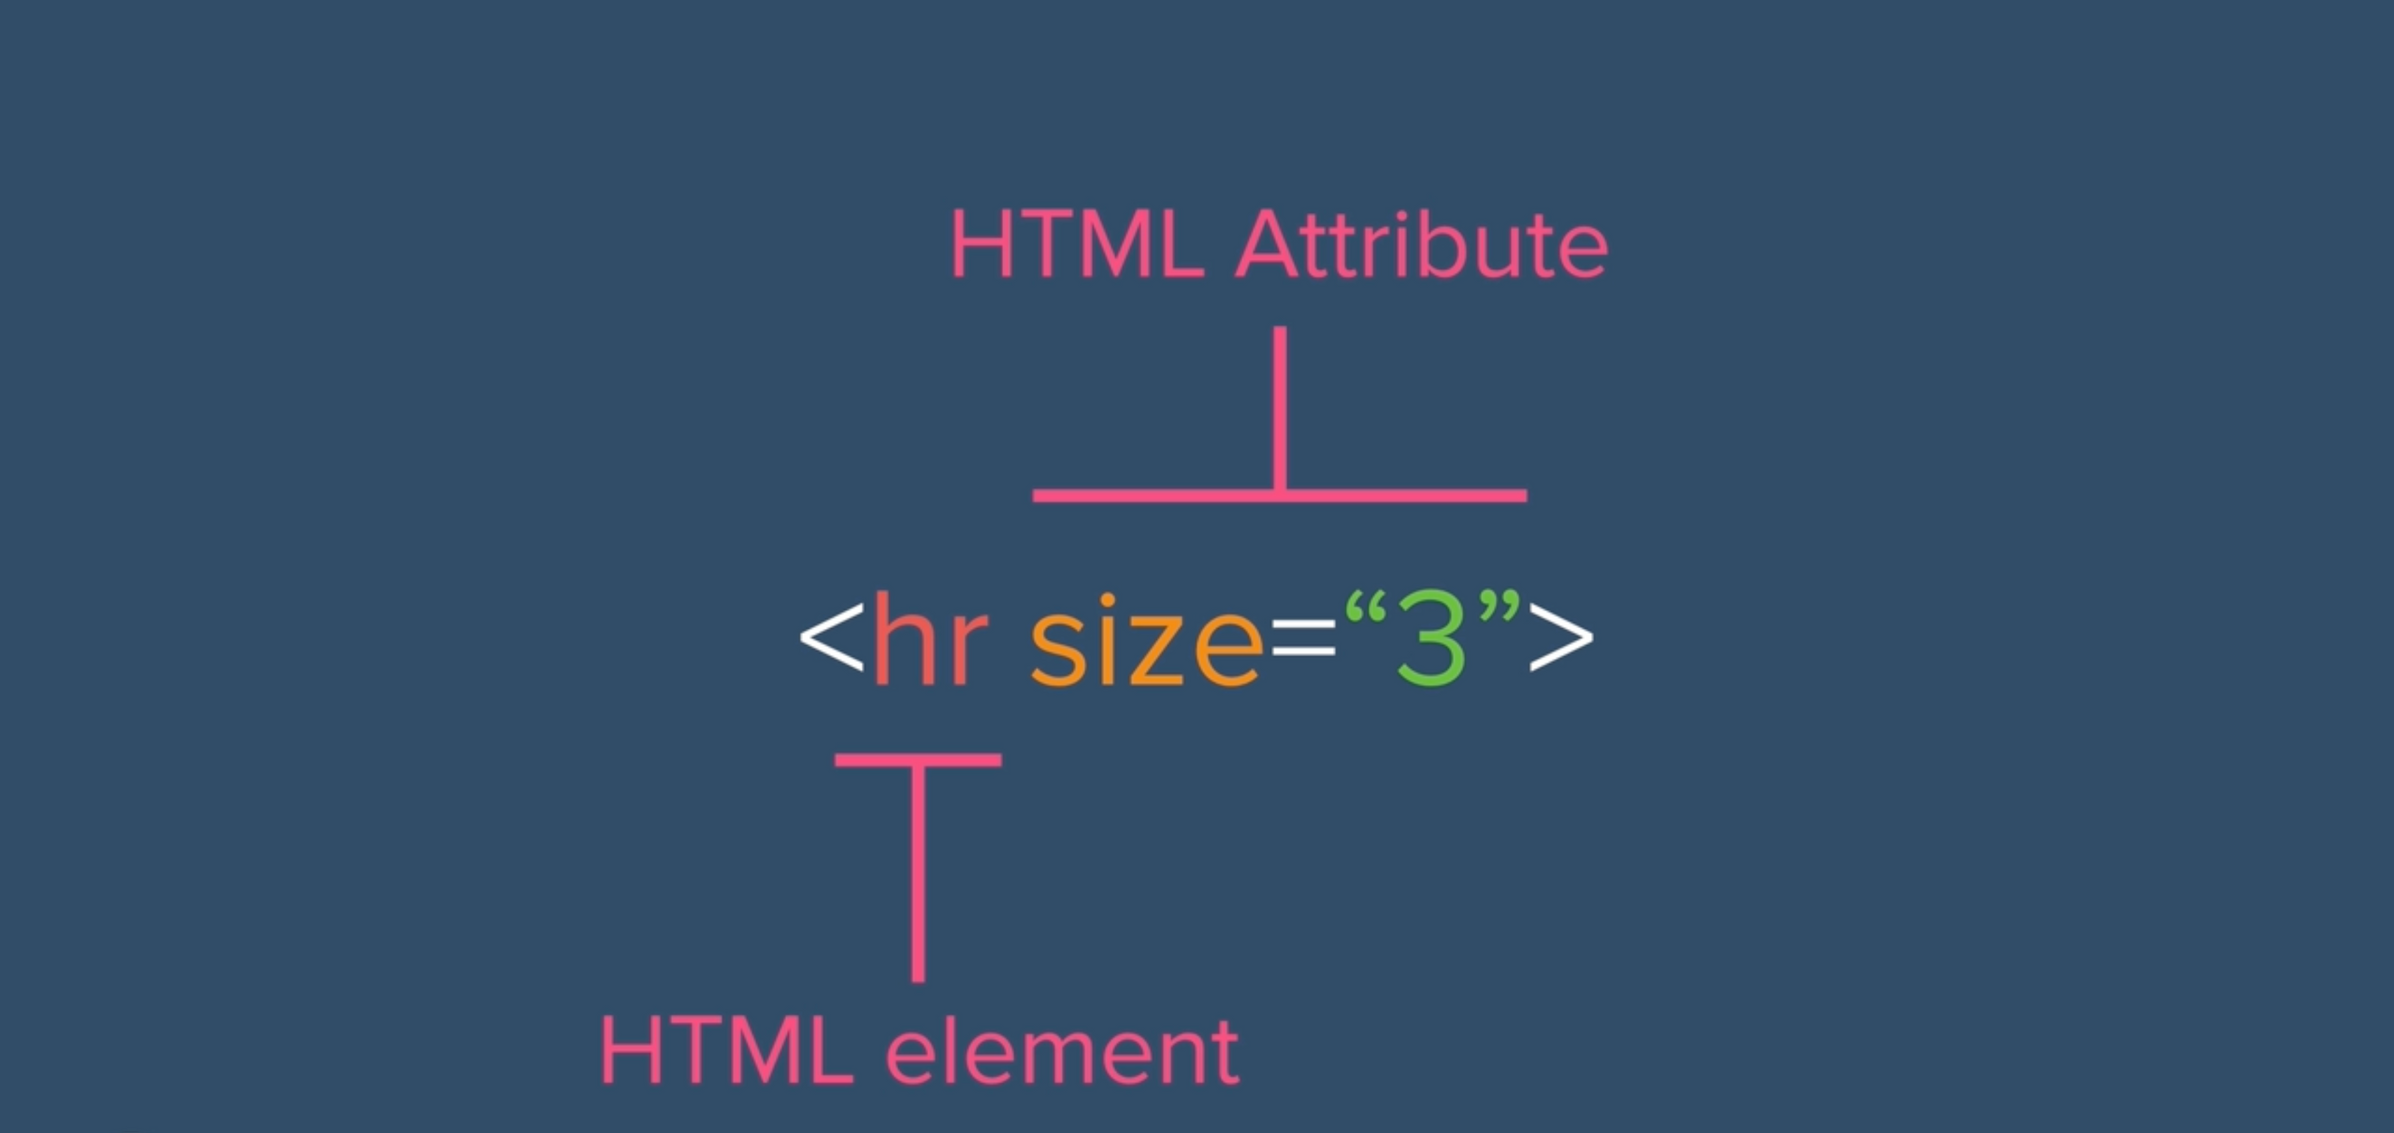 HTML Attribute
<hr size=“3”>
HTML element